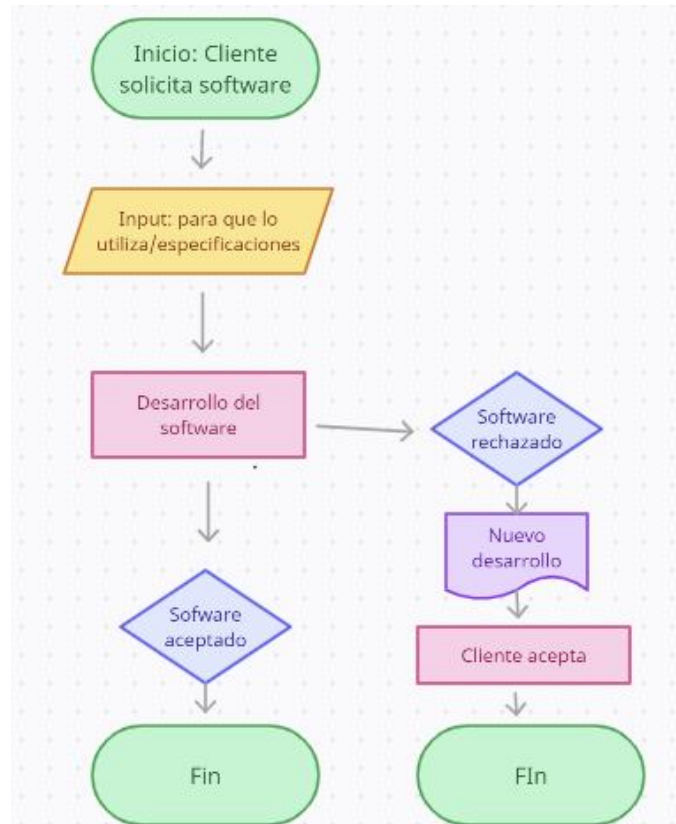 Inicio: Cliente
solicita software
Input: para que lo
utiliza/especificaciones
Desarrollo del
software
Software
rechazado
Nuevo
desarrollo
Sofware
aceptado
Cliente acepta
Fin
FIn